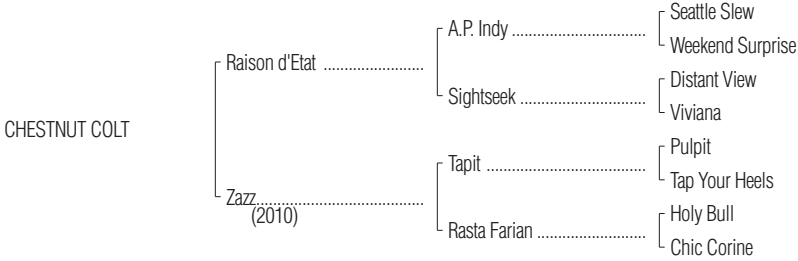 Seattle Slew
A.P. Indy ..................................
Weekend Surprise
Raison d'Etat .........................
Distant View
Sightseek ................................
Viviana
CHESTNUT COLT
Pulpit
Tapit ........................................
Tap Your Heels
Zazz..........................................
(2010)
Holy Bull
Rasta Farian ............................
Chic Corine